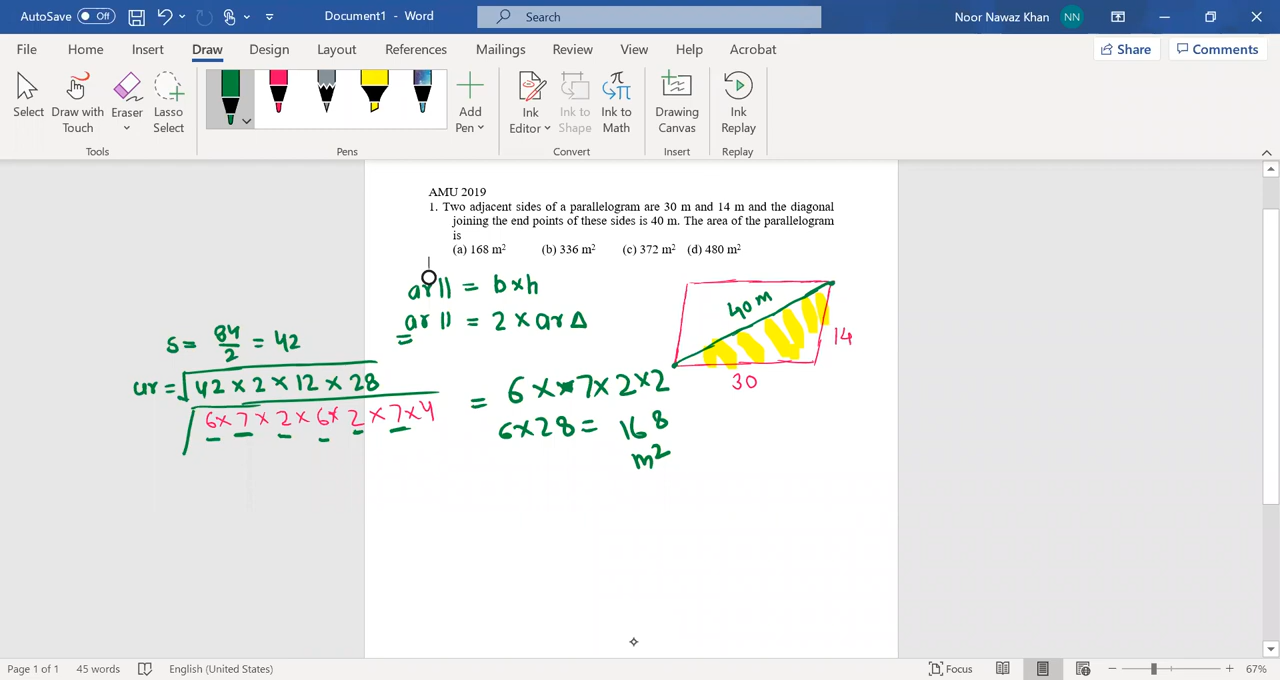 AutoSave Off Document1 - Word Search Noor Nawaz Khan NN
File Home Insert Draw Design Layout References Mailings Review View Help Acrobat Share Comments
Select Draw with Touch Eraser Lasso Select Add Pen Ink Editor Ink to Shape Ink to Math Drawing Canvas Ink Replay
Tools Pens Convert Insert Replay
AMU 2019
1. Two adjacent sides of a parallelogram are 30 m and 14 m and the diagonal
joining the end points of these sides is 40 m. The area of the parallelogram
is
(a) 168 m² (b) 336 m² (c) 372 m² (d) 480 m²
ar || = b×h
ar || = 2 × ar Δ
=
40 m
14
30
s = 84/2 = 42
ar = √42 × 2 × 12 × 28
√6 × 7 × 2 × 6 × 2 × 7 × 4
= 6 × 7 × 2 × 2
6 × 28 = 168
m²
Page 1 of 1 45 words English (United States) Focus 67%